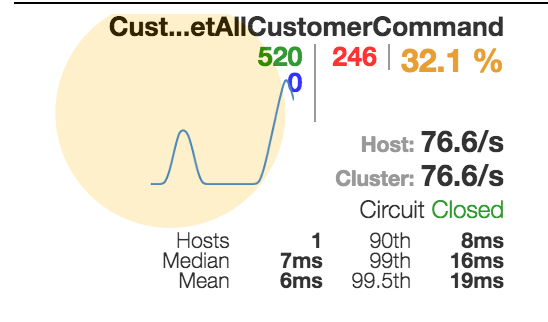 Cust...etAllCustomerCommand
520 246 32.1 %
0
Host: 76.6/s
Cluster: 76.6/s
Circuit Closed
Hosts 1 90th 8ms
Median 7ms 99th 16ms
Mean 6ms 99.5th 19ms